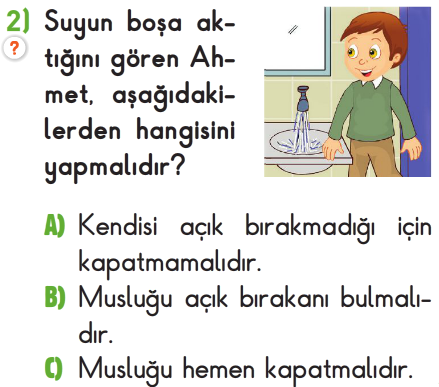 2) Suyun boşa ak-
?
tığını gören Ah-
met, aşağıdaki-
lerden hangisini
yapmalıdır?
A) Kendisi açık bırakmadığı için
kapatmamalıdır.
B) Musluğu açık bırakanı bulmalı-
dır.
C) Musluğu hemen kapatmalıdır.